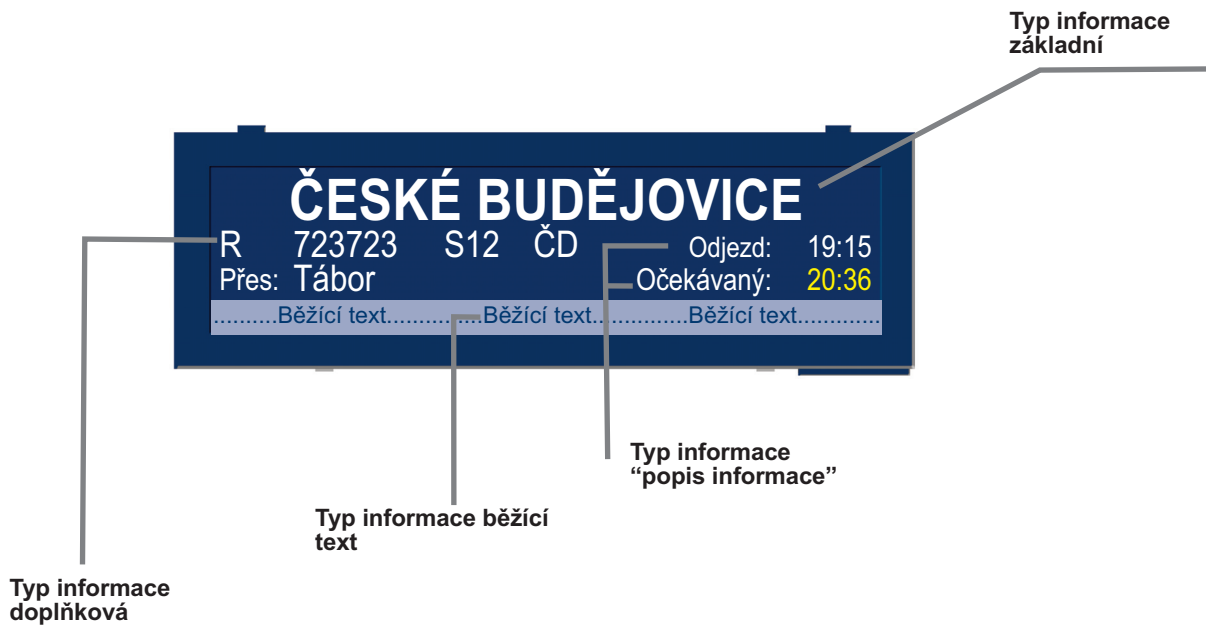 Typ informace
základní
ČESKÉ BUDĚJOVICE
R 723723 S12 ČD Odjezd: 19:15
Přes: Tábor Očekávaný: 20:36
..........Běžící text...............Běžící text...............Běžící text.............
Typ informace
“popis informace”
Typ informace běžící
text
Typ informace
doplňková